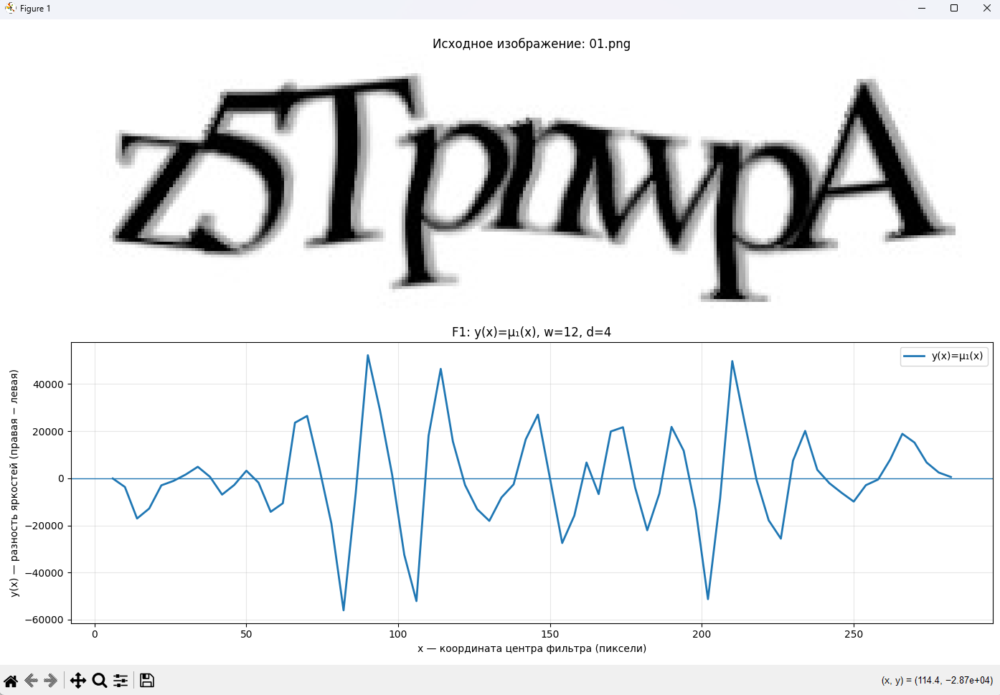 Figure 1
Исходное изображение: 01.png
z5TpnwpA
F1: y(x)=μ₁(x), w=12, d=4
y(x)=μ₁(x)
y(x) — разность яркостей (правая − левая)
40000
20000
0
−20000
−40000
−60000
0 50 100 150 200 250
x — координата центра фильтра (пиксели)
(x, y) = (114.4, −2.87e+04)